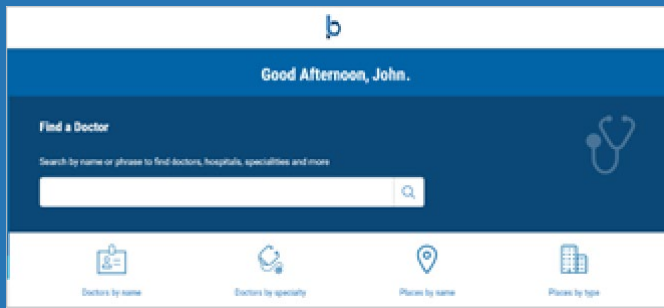 b
Good Afternoon, John.
Find a Doctor
Search by name or phrase to find doctors, hospitals, specialities and more
Doctors by name
Doctors by specialty
Places by name
Places by type